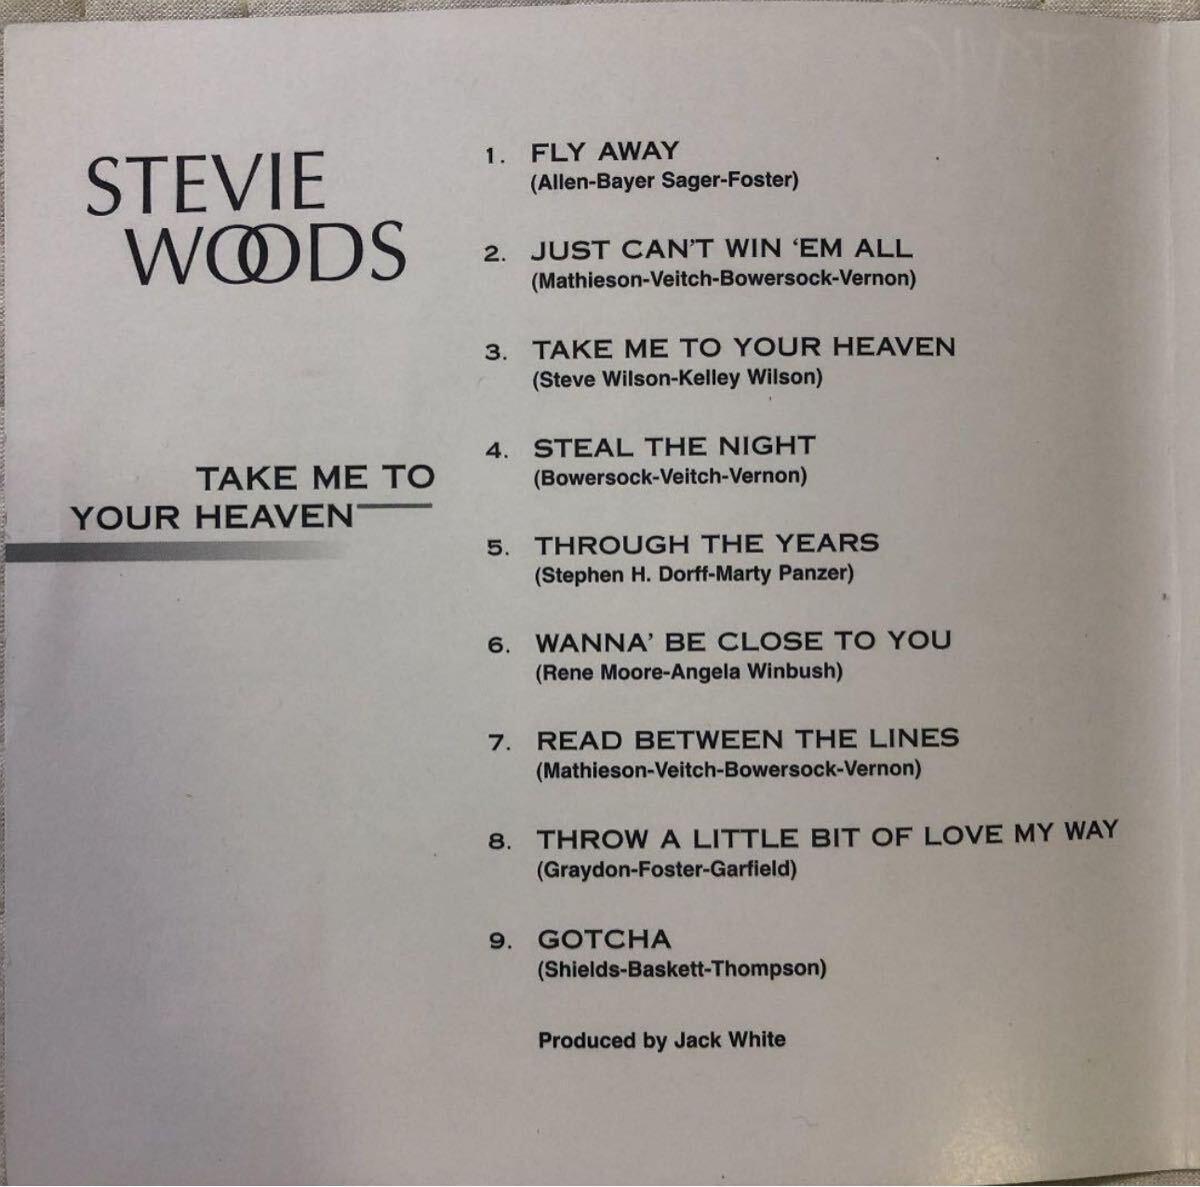 STEVIE
WOODS
TAKE ME TO
YOUR HEAVEN
1. FLY AWAY
(Allen-Bayer Sager-Foster)
2. JUST CAN'T WIN ‘EM ALL
(Mathieson-Veitch-Bowersock-Vernon)
3. TAKE ME TO YOUR HEAVEN
(Steve Wilson-Kelley Wilson)
4. STEAL THE NIGHT
(Bowersock-Veitch-Vernon)
5. THROUGH THE YEARS
(Stephen H. Dorff-Marty Panzer)
6. WANNA' BE CLOSE TO YOU
(Rene Moore-Angela Winbush)
7. READ BETWEEN THE LINES
(Mathieson-Veitch-Bowersock-Vernon)
8. THROW A LITTLE BIT OF LOVE MY WAY
(Graydon-Foster-Garfield)
9. GOTCHA
(Shields-Baskett-Thompson)
Produced by Jack White